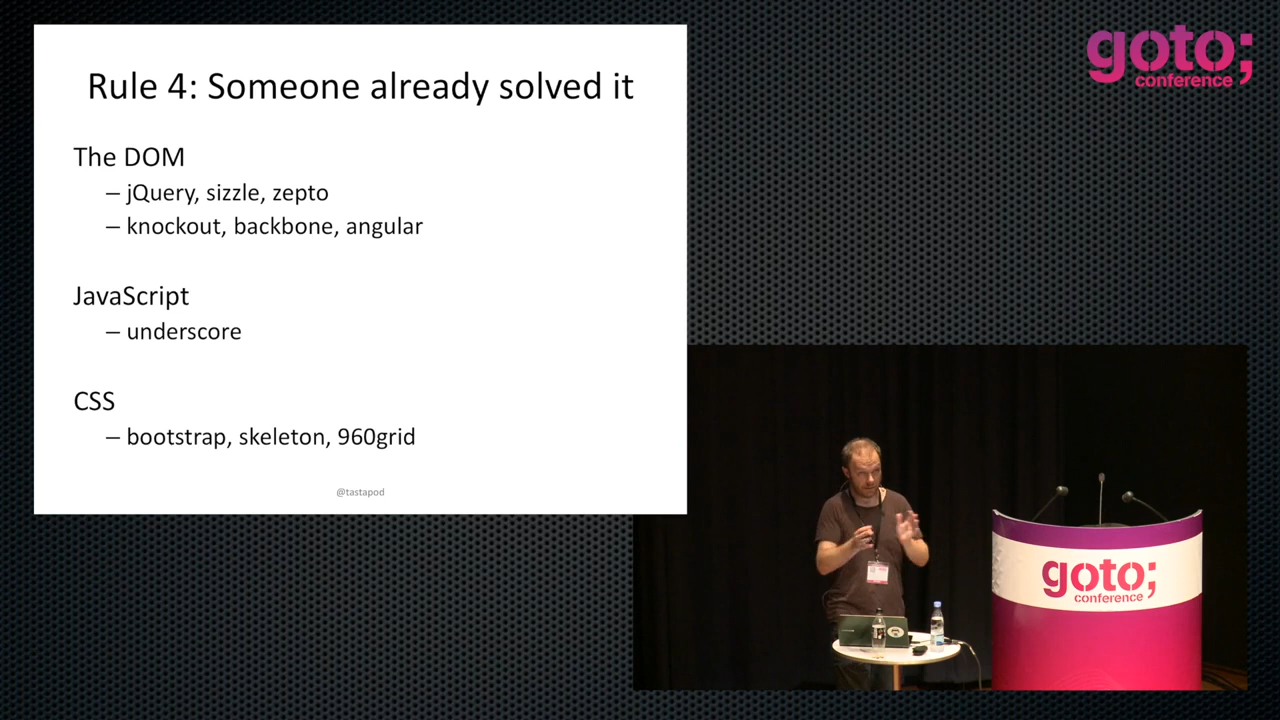 Rule 4: Someone already solved it
The DOM
– jQuery, sizzle, zepto
– knockout, backbone, angular
JavaScript
– underscore
CSS
– bootstrap, skeleton, 960grid
@tastapod
goto;
conference
goto;
conference